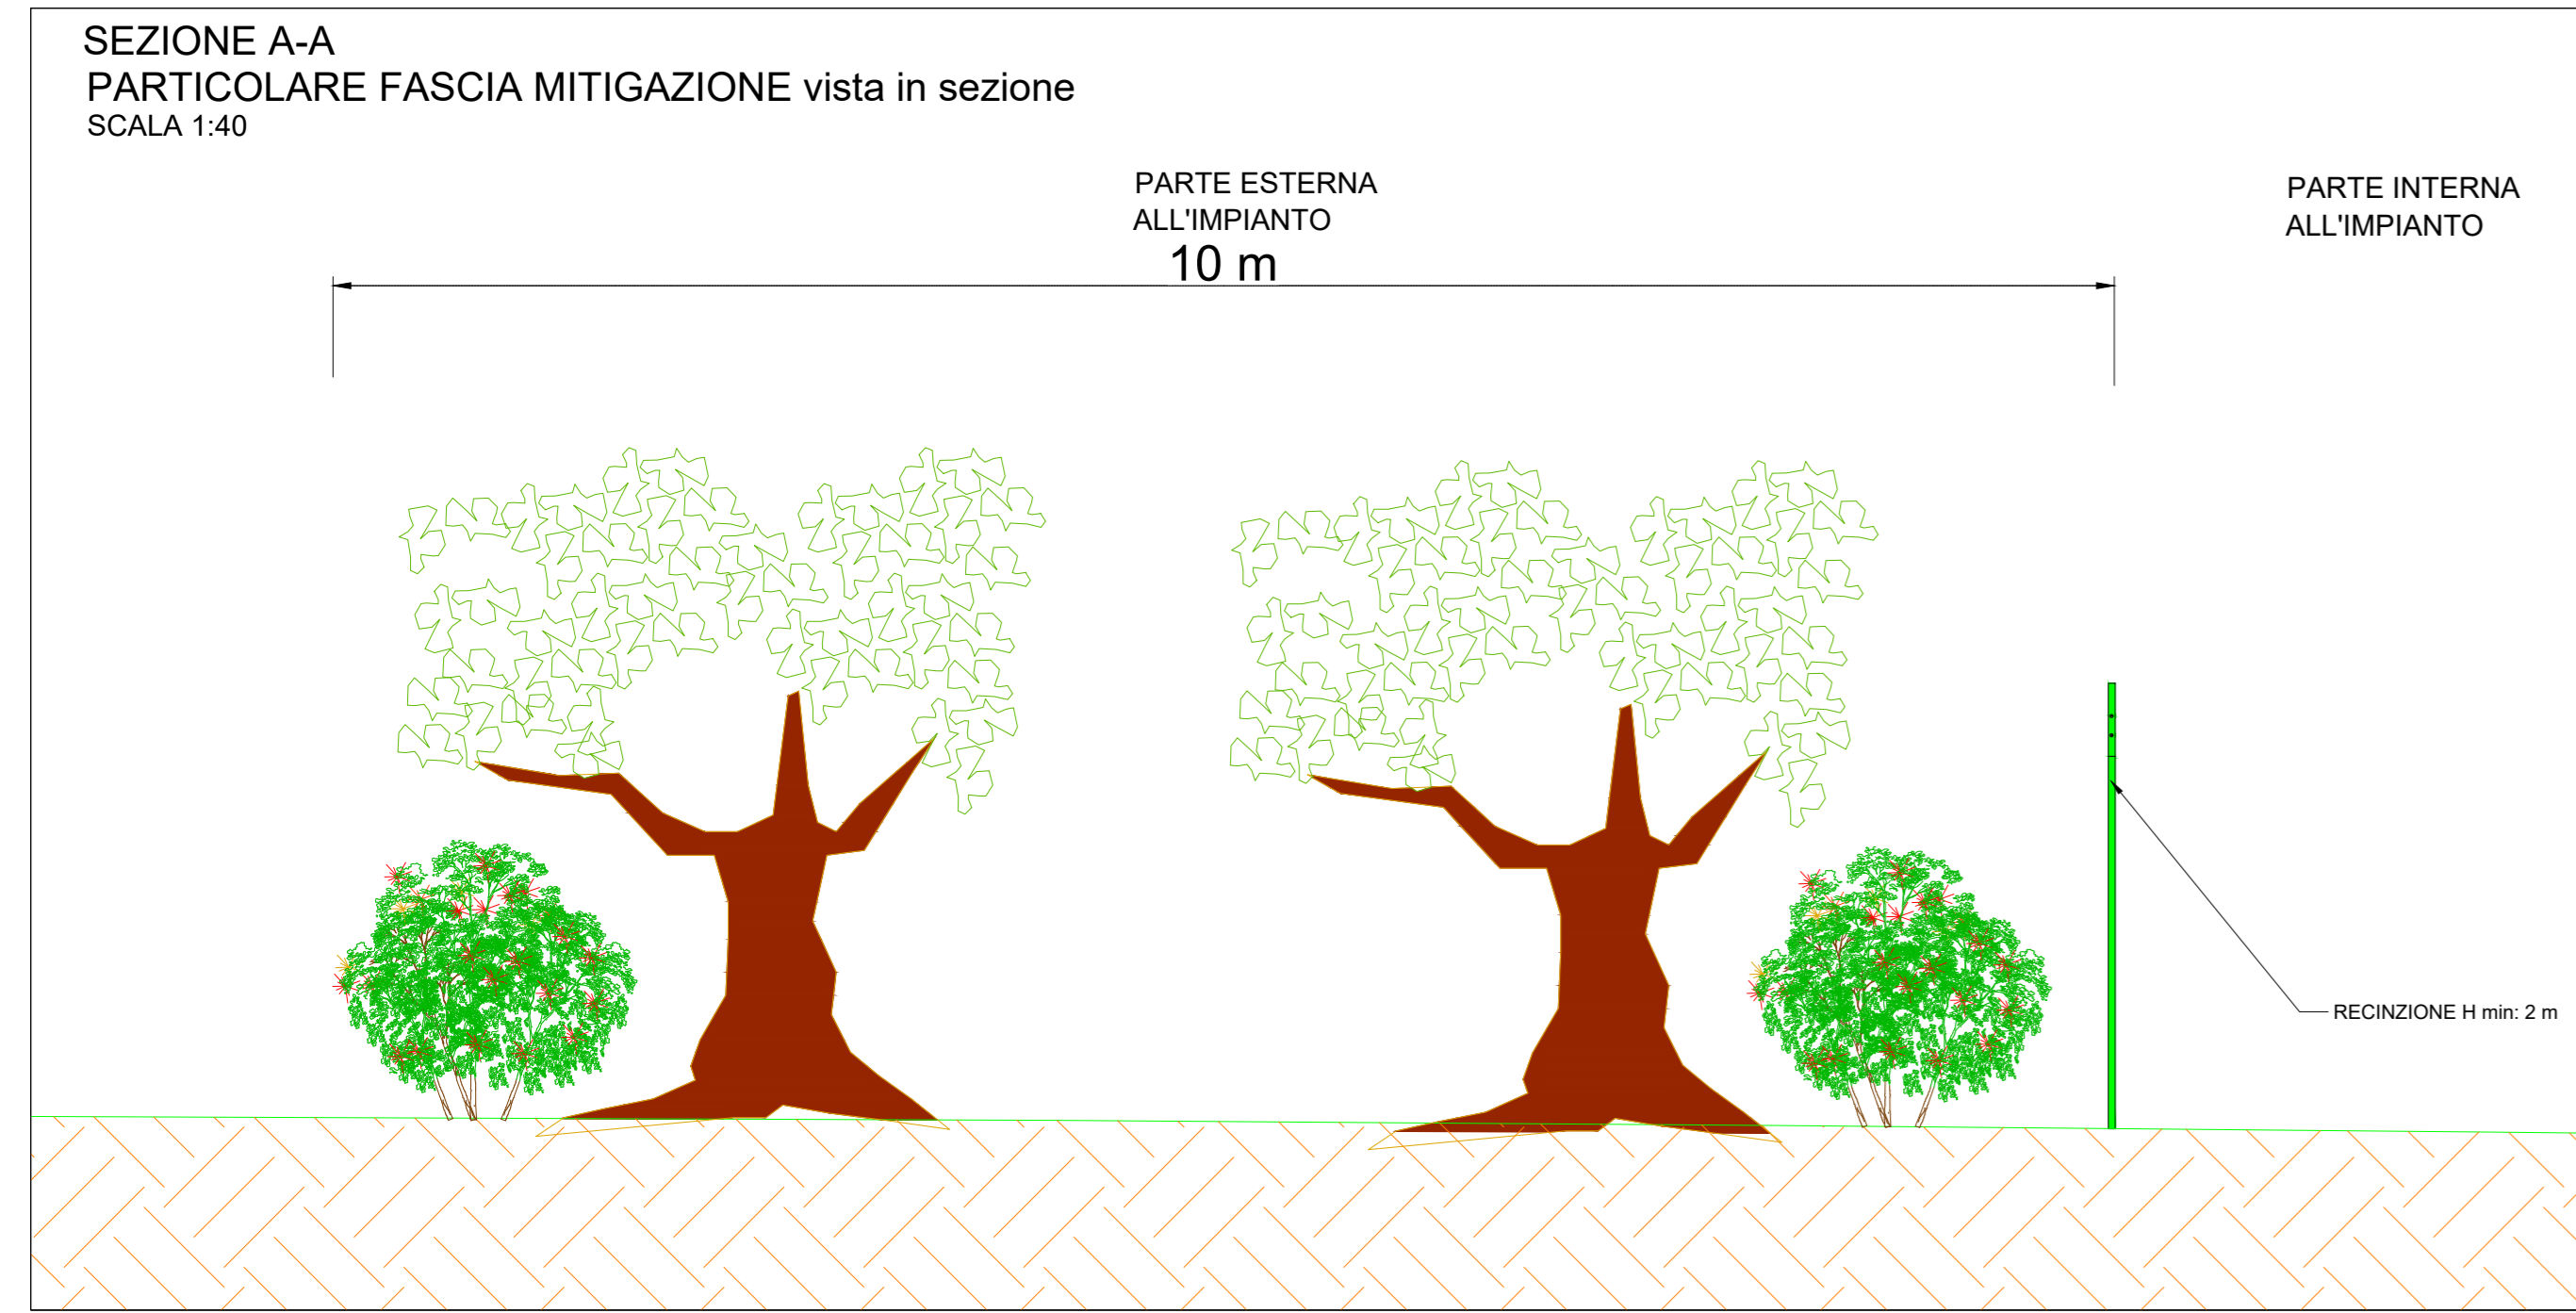 SEZIONE A-A
PARTICOLARE FASCIA MITIGAZIONE vista in sezione
SCALA 1:40
PARTE ESTERNA
ALL'IMPIANTO
10 m
PARTE INTERNA
ALL'IMPIANTO
RECINZIONE H min: 2 m